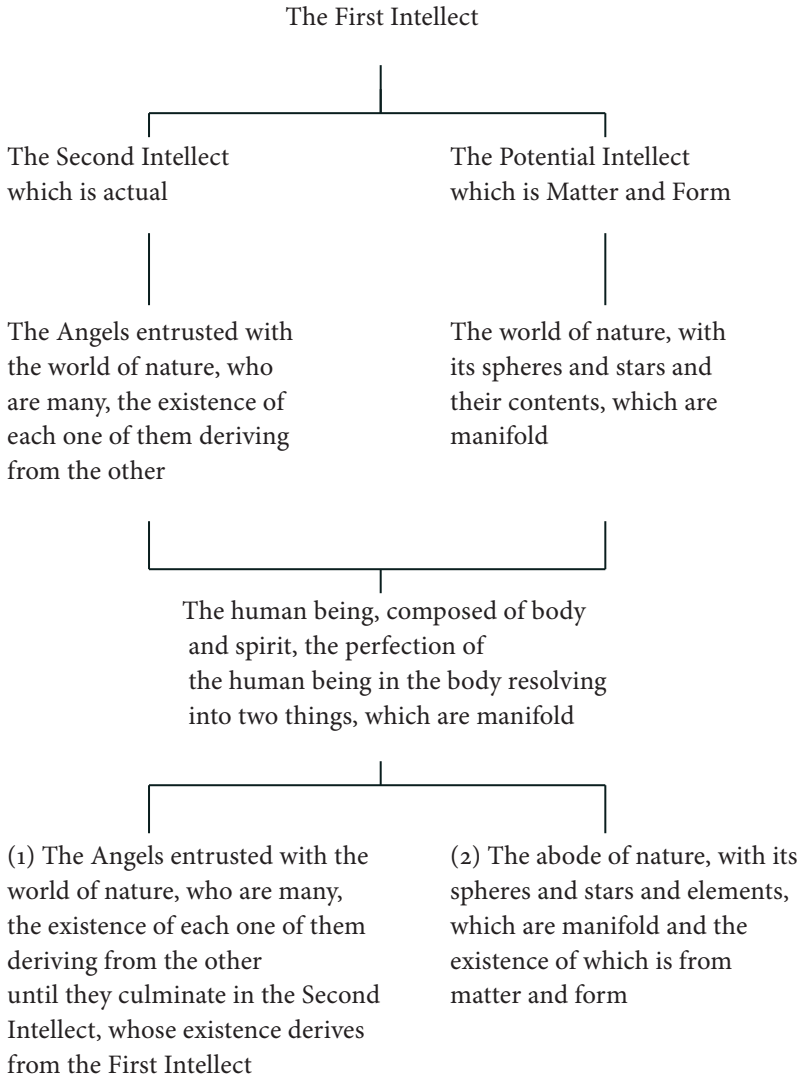 The First Intellect
The Second Intellect
which is actual
The Potential Intellect
which is Matter and Form
The Angels entrusted with
the world of nature, who
are many, the existence of
each one of them deriving
from the other
The world of nature, with
its spheres and stars and
their contents, which are
manifold
The human being, composed of body
and spirit, the perfection of
the human being in the body resolving
into two things, which are manifold
(1) The Angels entrusted with the
world of nature, who are many,
the existence of each one of them
deriving from the other
until they culminate in the Second
Intellect, whose existence derives
from the First Intellect
(2) The abode of nature, with its
spheres and stars and elements,
which are manifold and the
existence of which is from
matter and form